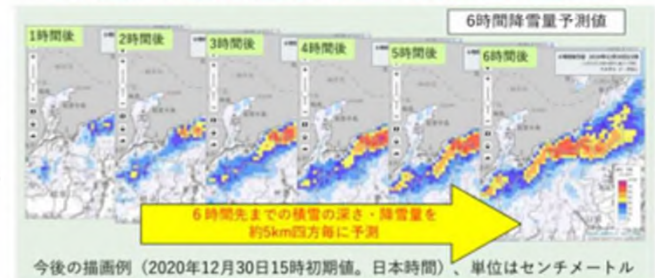 6時間降雪量予測値
1時間後
2時間後
3時間後
4時間後
5時間後
6時間後
6時間先までの積雪の深さ・降雪量を
約5km四方毎に予測
今後の描画例（2020年12月30日15時初期値。日本時間）、単位はセンチメートル